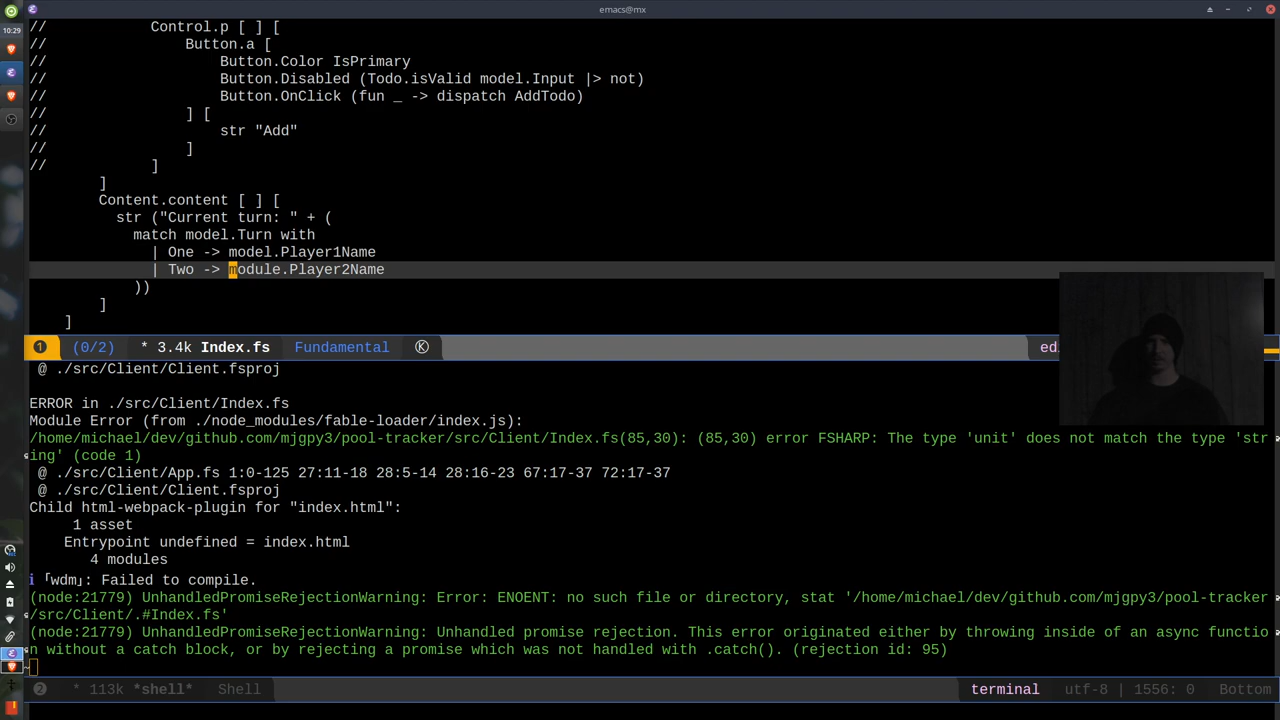 emacs@mx
10:29
//            Control.p [ ] [
//                Button.a [
//                    Button.Color IsPrimary
//                    Button.Disabled (Todo.isValid model.Input |> not)
//                    Button.OnClick (fun _ -> dispatch AddTodo)
//                ] [
//                    str "Add"
//                ]
//            ]
        ]
        Content.content [ ] [
          str ("Current turn: " + (
            match model.Turn with
              | One -> model.Player1Name
              | Two -> module.Player2Name
            ))
        ]
    ]
1 (0/2) * 3.4k Index.fs Fundamental K
 @ ./src/Client/Client.fsproj
ERROR in ./src/Client/Index.fs
Module Error (from ./node_modules/fable-loader/index.js):
/home/michael/dev/github.com/mjgpy3/pool-tracker/src/Client/Index.fs(85,30): (85,30) error FSHARP: The type 'unit' does not match the type 'str
ing' (code 1)
 @ ./src/Client/App.fs 1:0-125 27:11-18 28:5-14 28:16-23 67:17-37 72:17-37
 @ ./src/Client/Client.fsproj
Child html-webpack-plugin for "index.html":
     1 asset
    Entrypoint undefined = index.html
       4 modules
ℹ ｢wdm｣: Failed to compile.
(node:21779) UnhandledPromiseRejectionWarning: Error: ENOENT: no such file or directory, stat '/home/michael/dev/github.com/mjgpy3/pool-tracker
/src/Client/.#Index.fs'
(node:21779) UnhandledPromiseRejectionWarning: Unhandled promise rejection. This error originated either by throwing inside of an async functio
n without a catch block, or by rejecting a promise which was not handled with .catch(). (rejection id: 95)
2 * 113k *shell* Shell terminal utf-8 | 1556: 0 Bottom